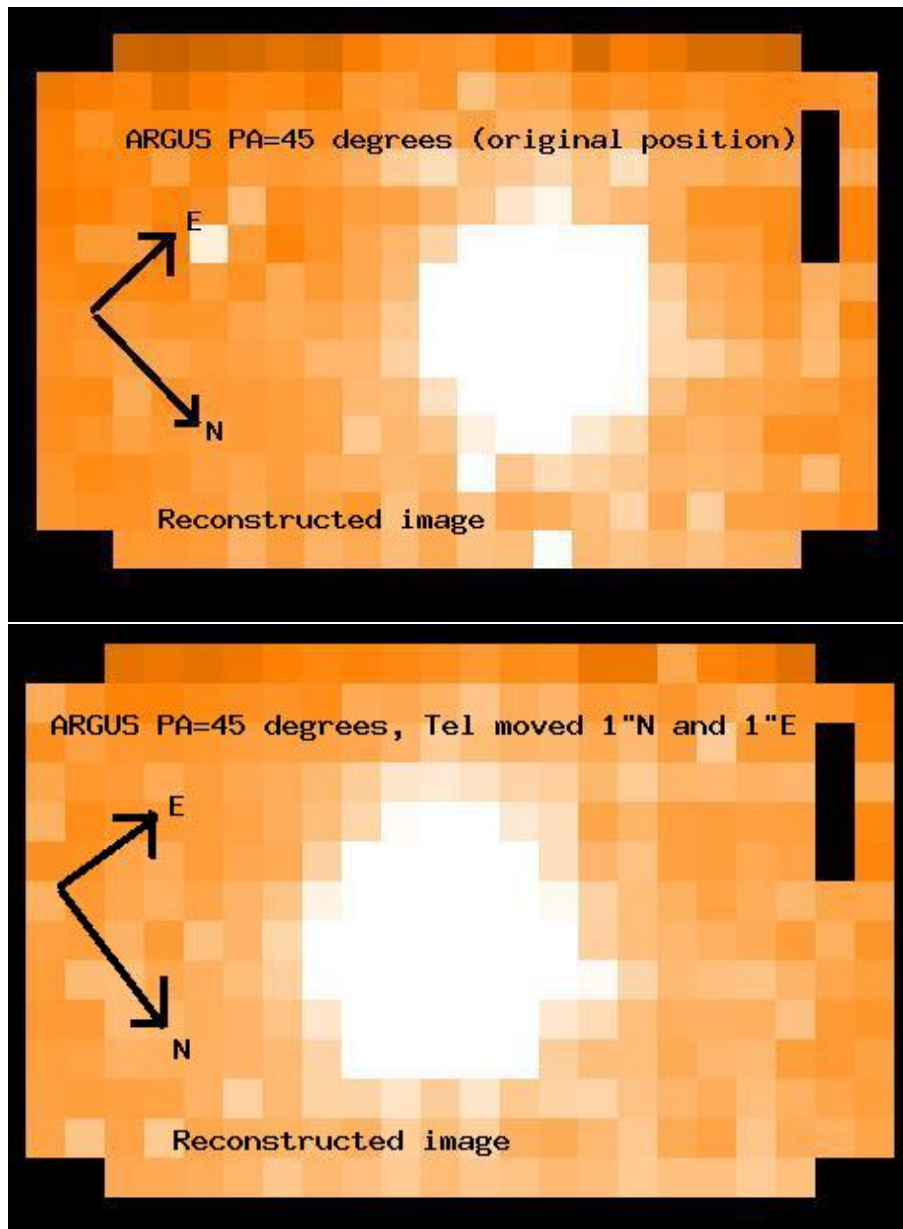 ARGUS PA=45 degrees (original position)
E
N
Reconstructed image
ARGUS PA=45 degrees, Tel moved 1"N and 1"E
E
N
Reconstructed image